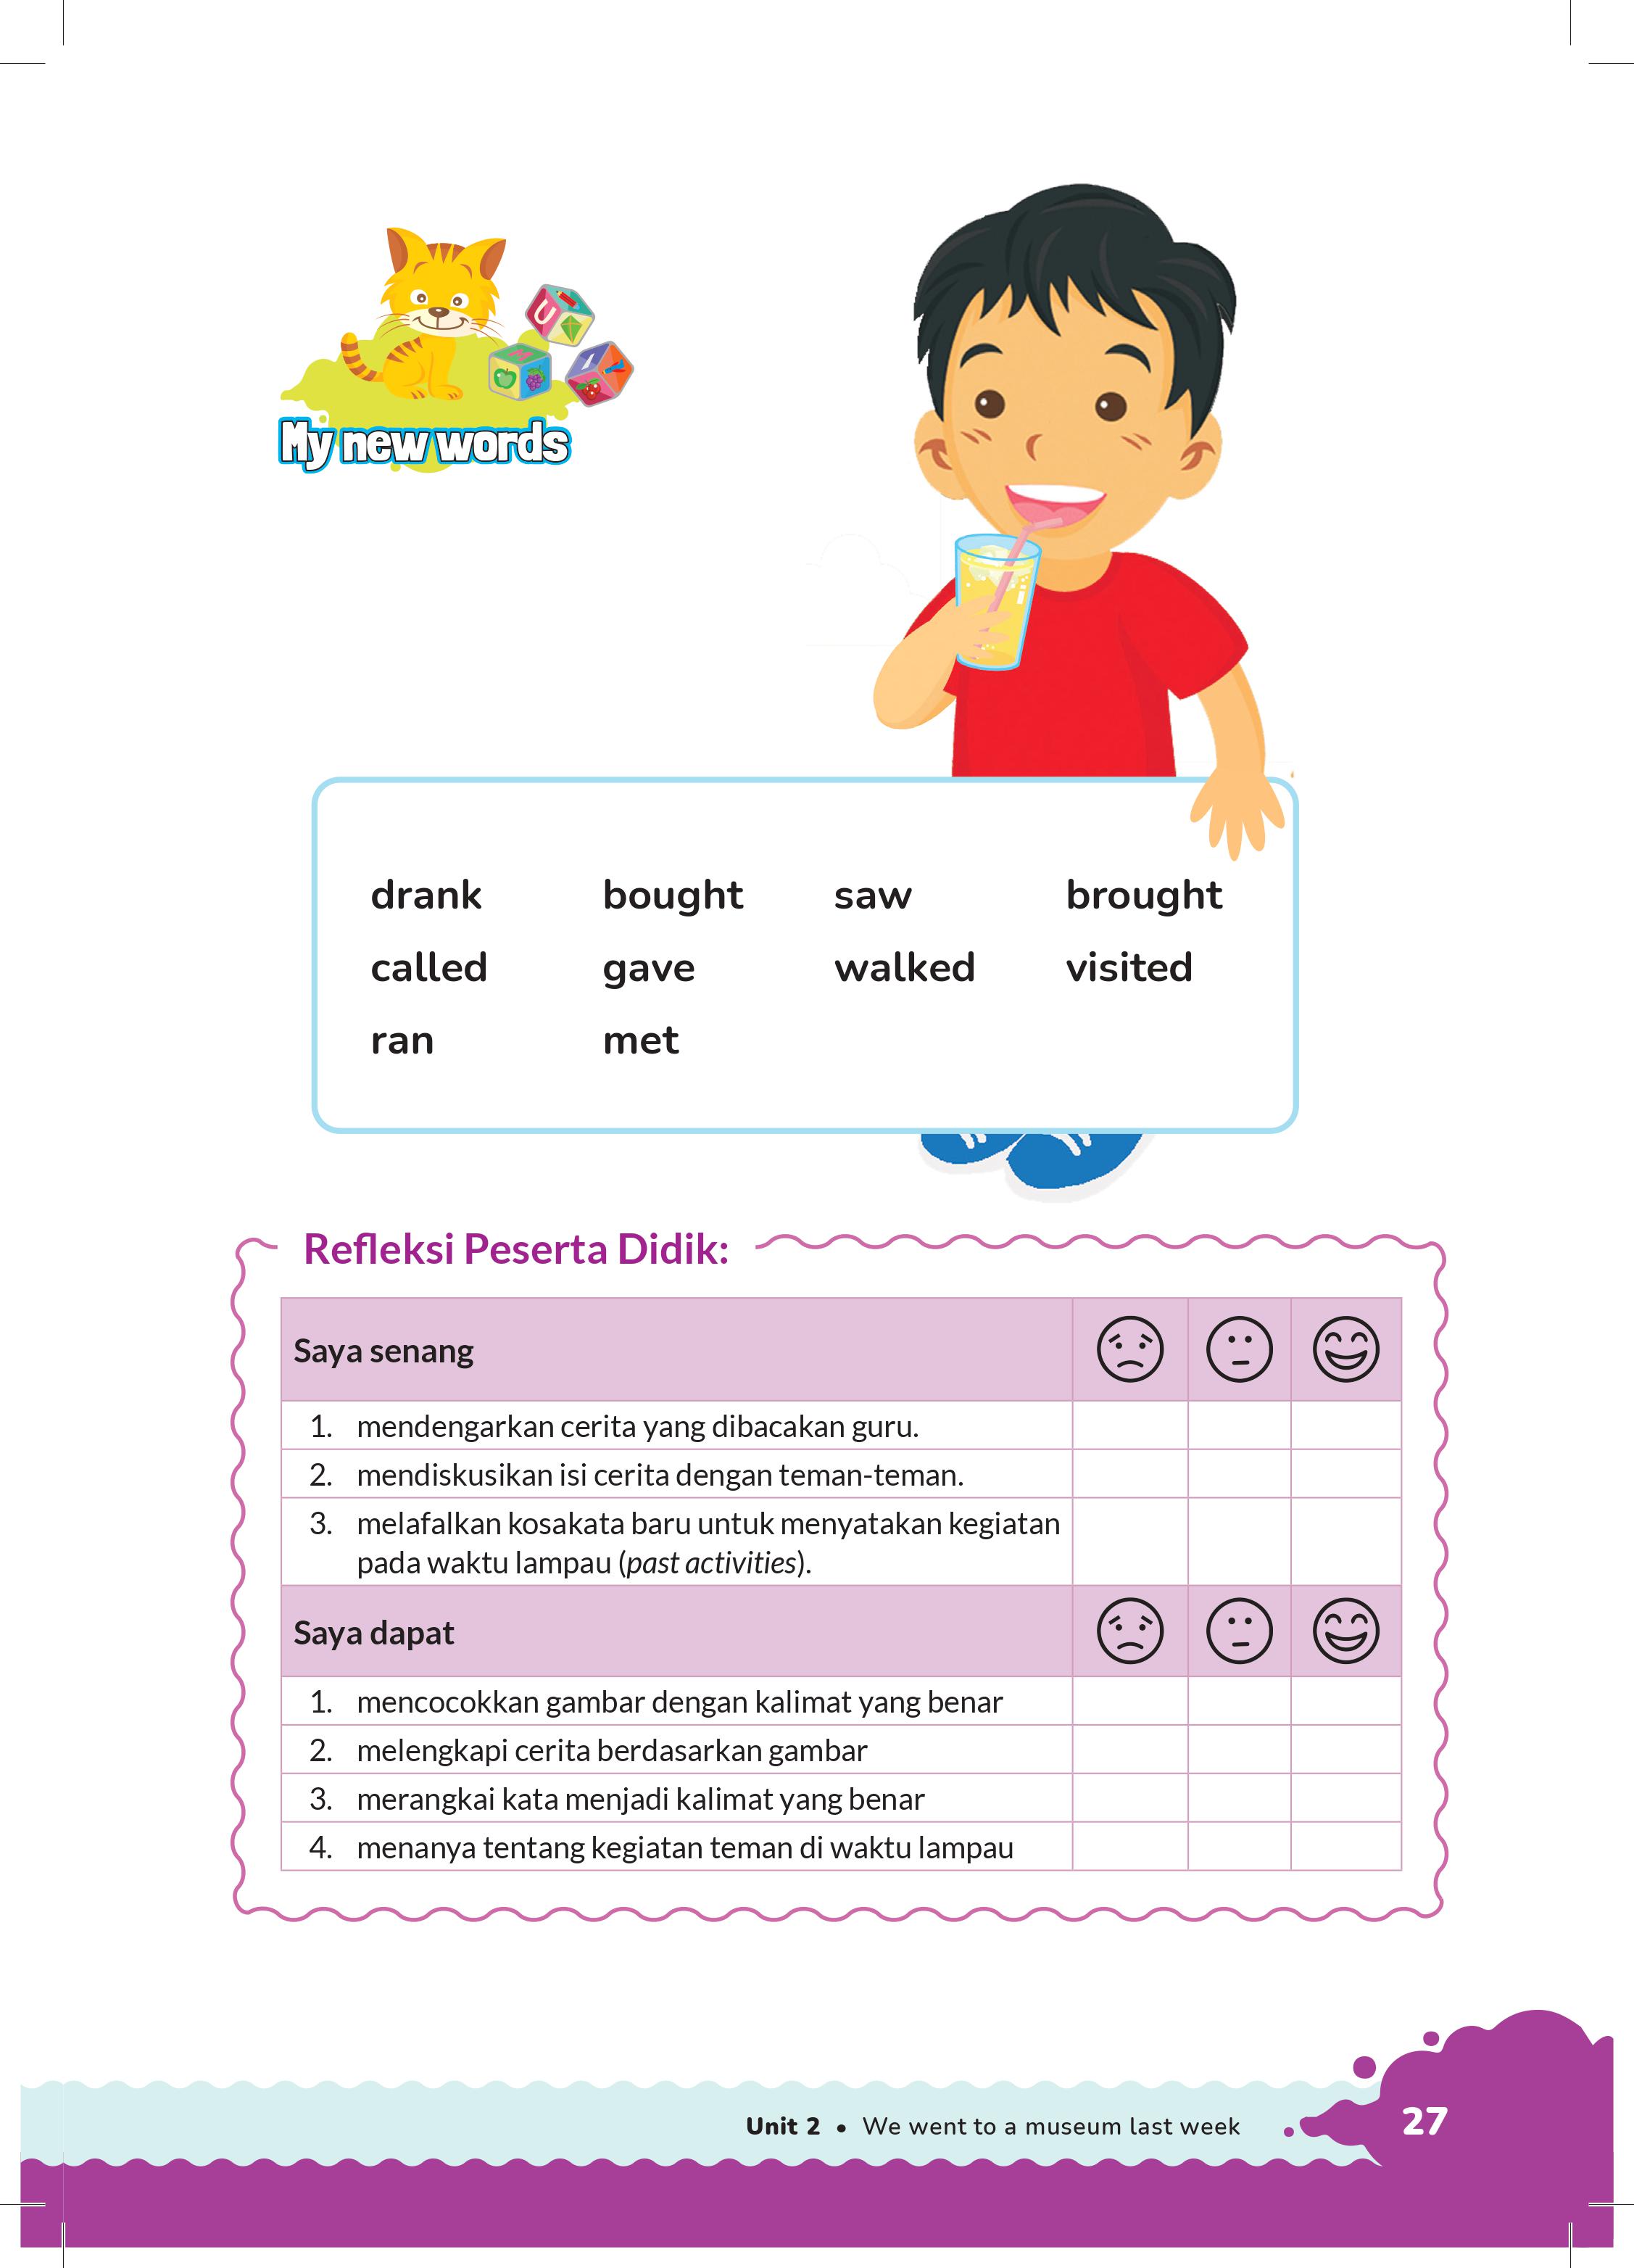 My new words
drank bought saw brought
called gave walked visited
ran met
Refleksi Peserta Didik:
Saya senang
1. mendengarkan cerita yang dibacakan guru.
2. mendiskusikan isi cerita dengan teman-teman.
3. melafalkan kosakata baru untuk menyatakan kegiatan
pada waktu lampau (past activities).
Saya dapat
1. mencocokkan gambar dengan kalimat yang benar
2. melengkapi cerita berdasarkan gambar
3. merangkai kata menjadi kalimat yang benar
4. menanya tentang kegiatan teman di waktu lampau
Unit 2 • We went to a museum last week 27